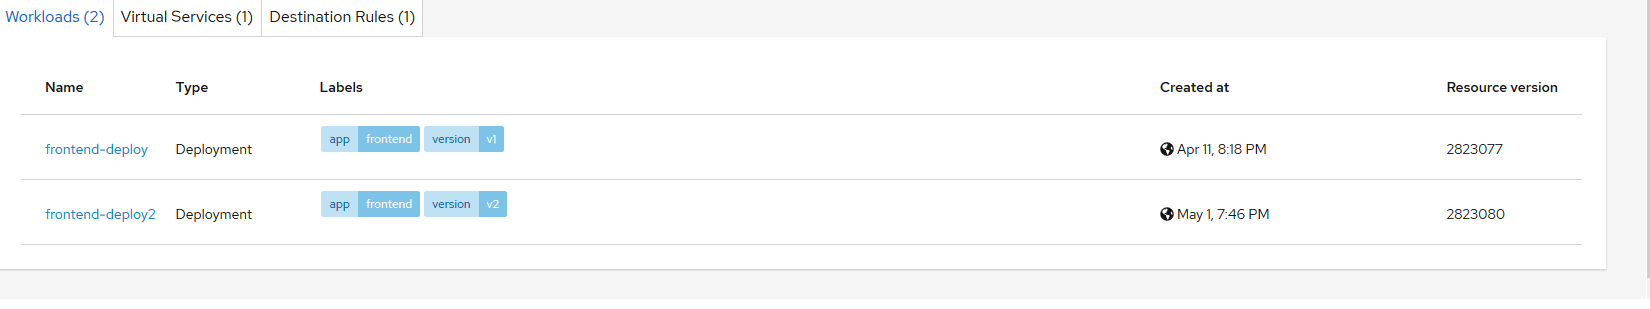 Workloads (2) Virtual Services (1) Destination Rules (1)
Name Type Labels Created at Resource version
frontend-deploy Deployment app frontend version v1 Apr 11, 8:18 PM 2823077
frontend-deploy2 Deployment app frontend version v2 May 1, 7:46 PM 2823080